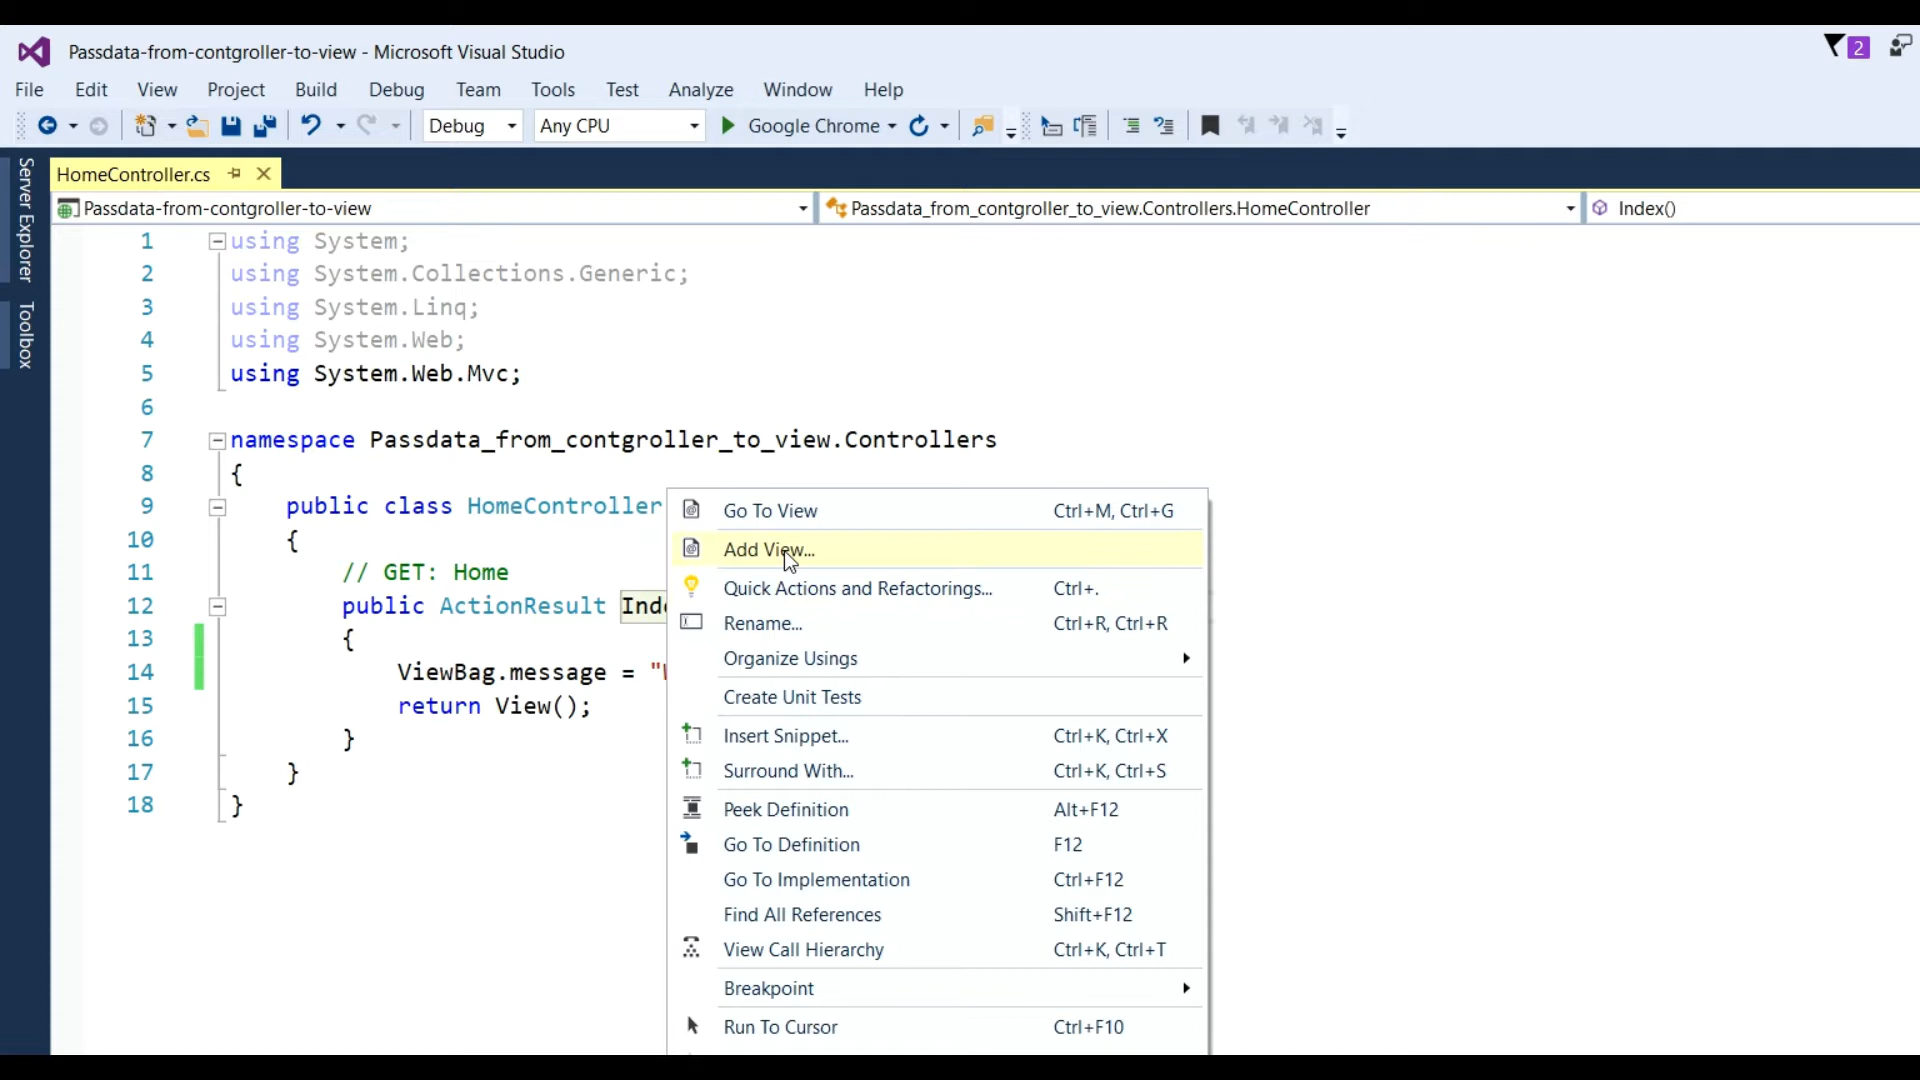 Passdata-from-contgroller-to-view - Microsoft Visual Studio
2
File Edit View Project Build Debug Team Tools Test Analyze Window Help
Debug Any CPU Google Chrome
Server Explorer
Toolbox
HomeController.cs
Passdata-from-contgroller-to-view Passdata_from_contgroller_to_view.Controllers.HomeController Index()
1 using System;
2 using System.Collections.Generic;
3 using System.Linq;
4 using System.Web;
5 using System.Web.Mvc;
6
7 namespace Passdata_from_contgroller_to_view.Controllers
8 {
9 public class HomeController
10 {
11 // GET: Home
12 public ActionResult
13 {
14 ViewBag.message = "
15 return View();
16 }
17 }
18 }
Go To View Ctrl+M, Ctrl+G
Add View...
Quick Actions and Refactorings... Ctrl+.
Rename... Ctrl+R, Ctrl+R
Organize Usings
Create Unit Tests
Insert Snippet... Ctrl+K, Ctrl+X
Surround With... Ctrl+K, Ctrl+S
Peek Definition Alt+F12
Go To Definition F12
Go To Implementation Ctrl+F12
Find All References Shift+F12
View Call Hierarchy Ctrl+K, Ctrl+T
Breakpoint
Run To Cursor Ctrl+F10